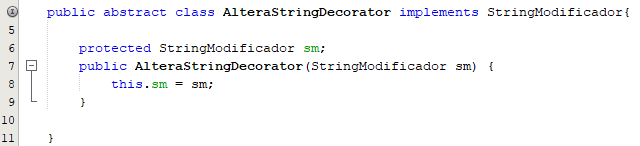 public abstract class AlteraStringDecorator implements StringModificador{
5
6 protected StringModificador sm;
7 public AlteraStringDecorator(StringModificador sm) {
8 this.sm = sm;
9 }
10
11 }